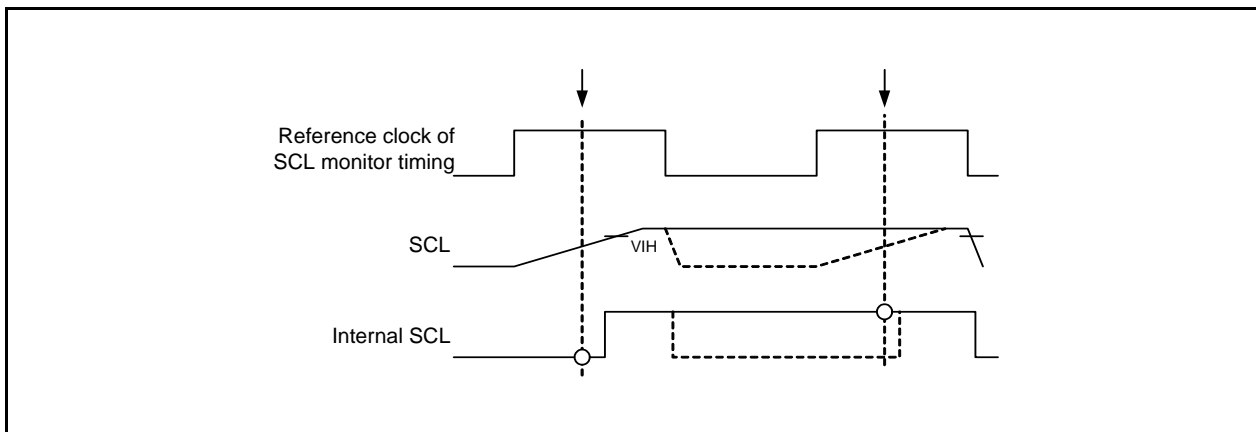 Reference clock of
SCL monitor timing
SCL
VIH
Internal SCL